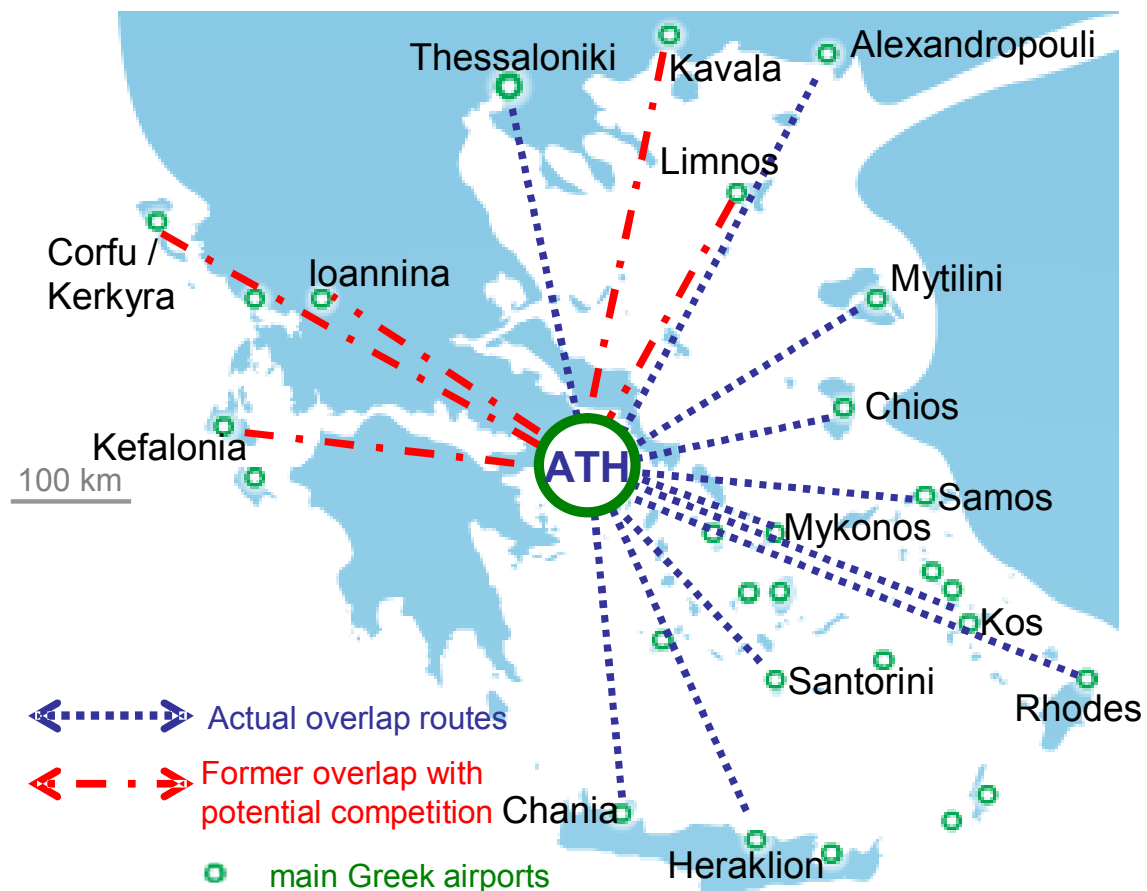 Alexandropouli
Thessaloniki
Kavala
Limnos
Corfu /
Kerkyra
Ioannina
Mytilini
Chios
Kefalonia
ATH
100 km
Samos
Mykonos
Kos
Santorini
Rhodes
Actual overlap routes
Former overlap with
potential competition
Chania
Heraklion
main Greek airports